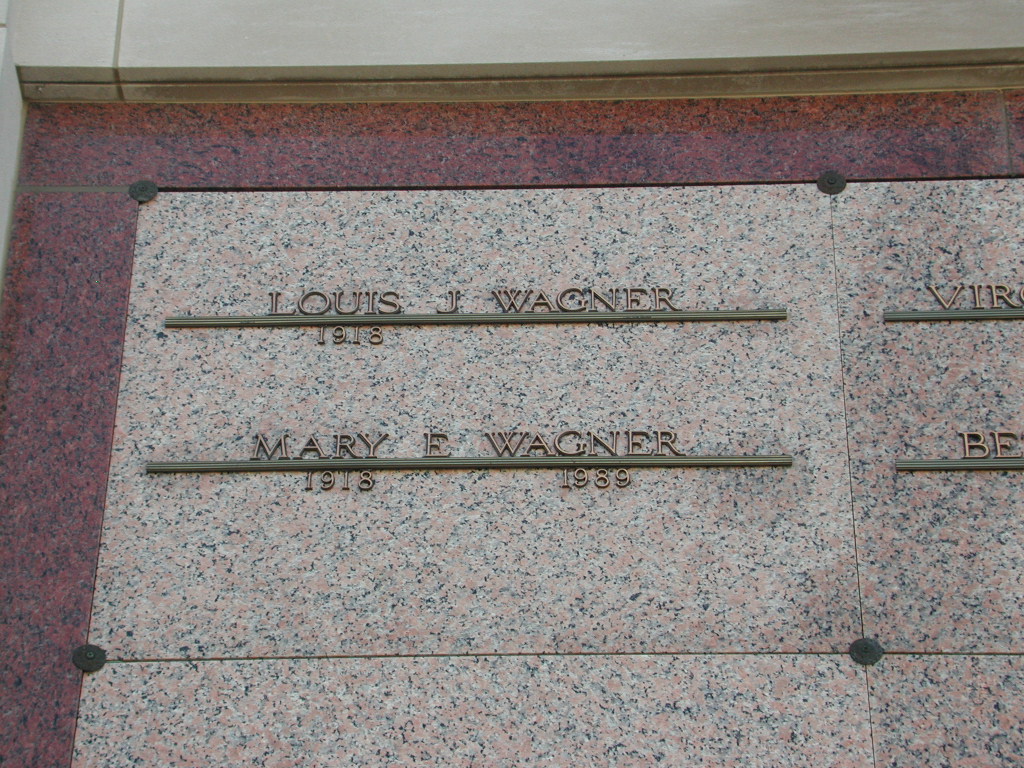 LOUIS J WAGNER
1918
MARY E WAGNER
1918 1989